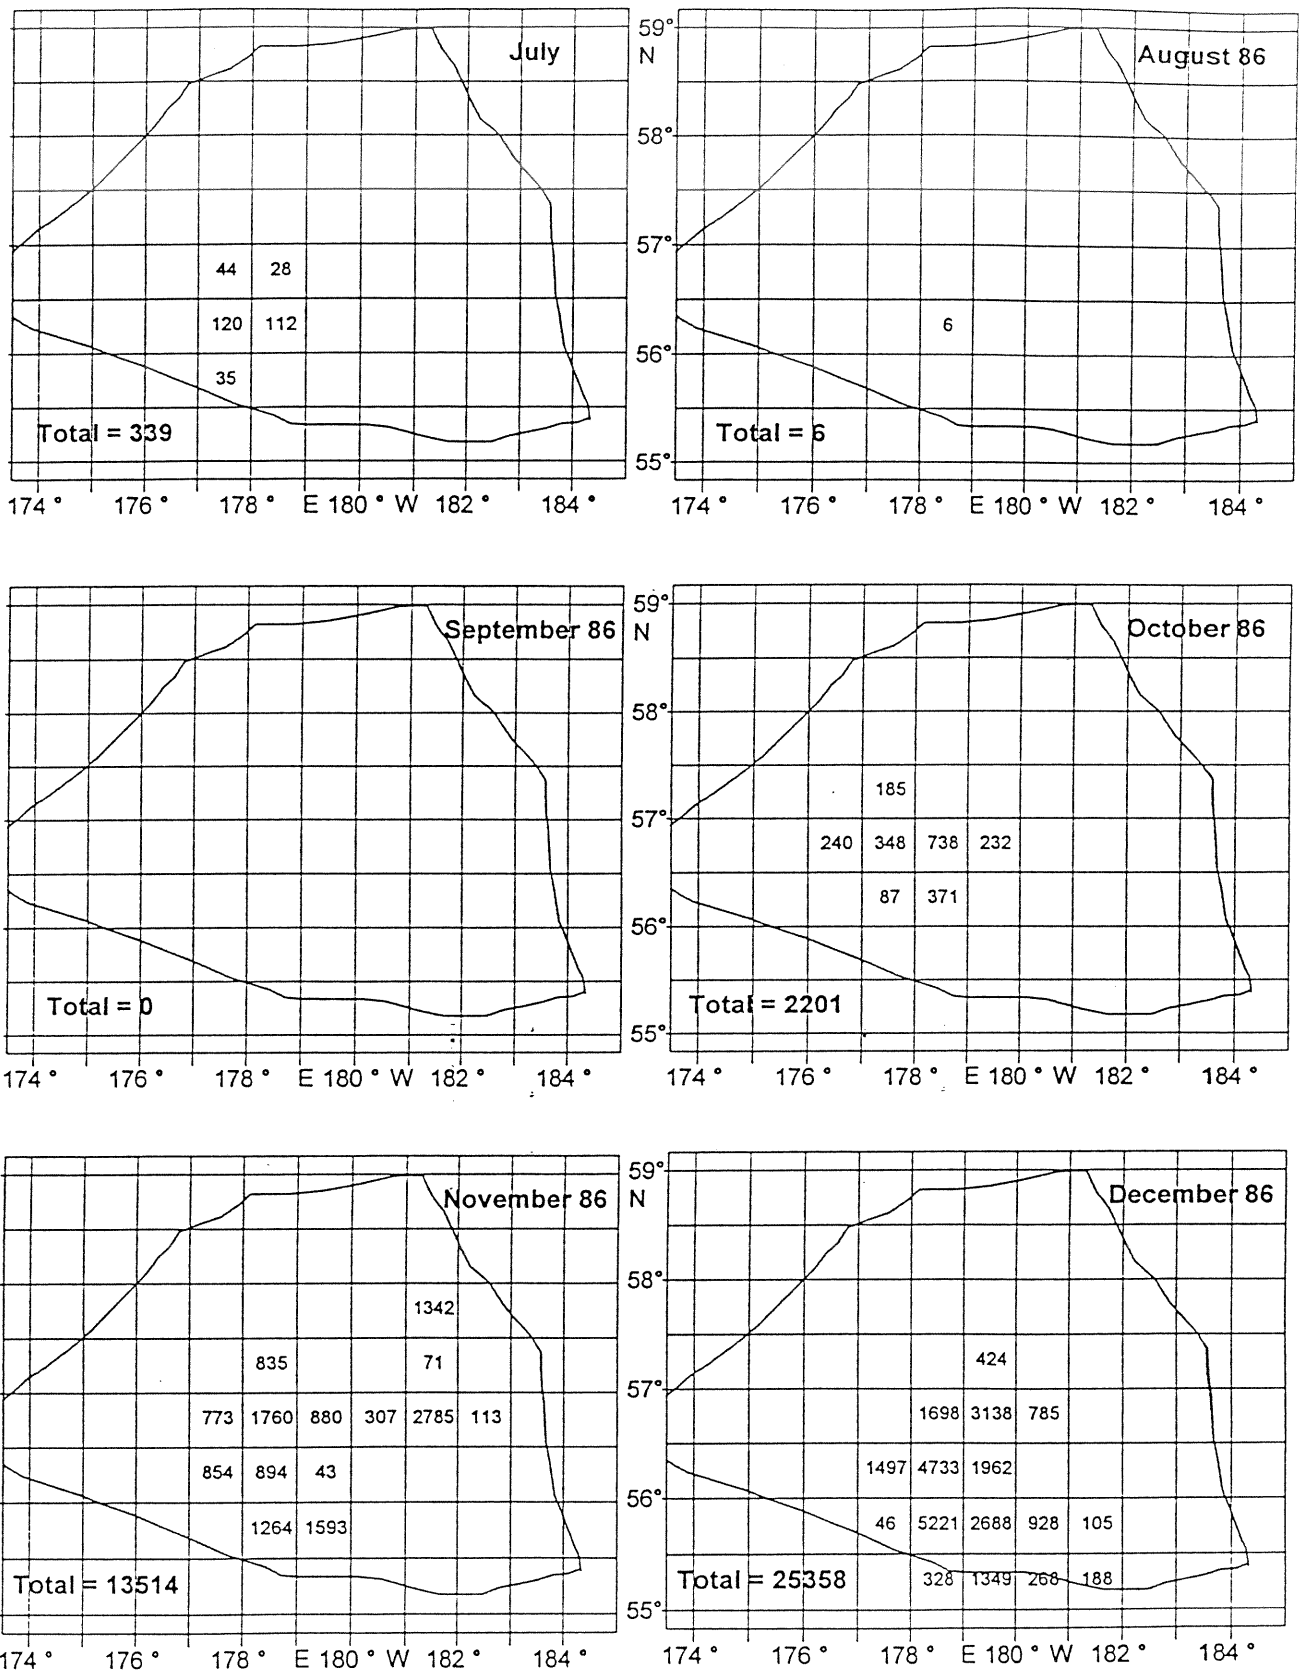 July
59°
N
August 86
58°
57°
44 28
120 112
6
56°
35
Total = 339
Total = 6
55°
174 ° 176 ° 178 ° E 180 ° W 182 ° 184 °
174 ° 176 ° 178 ° E 180 ° W 182 ° 184 °
September 86
59°
N
October 86
58°
185
57°
240 348 738 232
87 371
56°
Total = 0
Total = 2201
55°
174 ° 176 ° 178 ° E 180 ° W 182 ° 184 °
174 ° 176 ° 178 ° E 180 ° W 182 ° 184 °
November 86
59°
N
December 86
58°
1342
835 71
424
57°
773 1760 880 307 2785 113
1698 3138 785
854 894 43
1497 4733 1962
56°
1264 1593
46 5221 2688 928 105
Total = 13514
Total = 25358
328 1349 268 188
55°
174 ° 176 ° 178 ° E 180 ° W 182 ° 184 °
174 ° 176 ° 178 ° E 180 ° W 182 ° 184 °